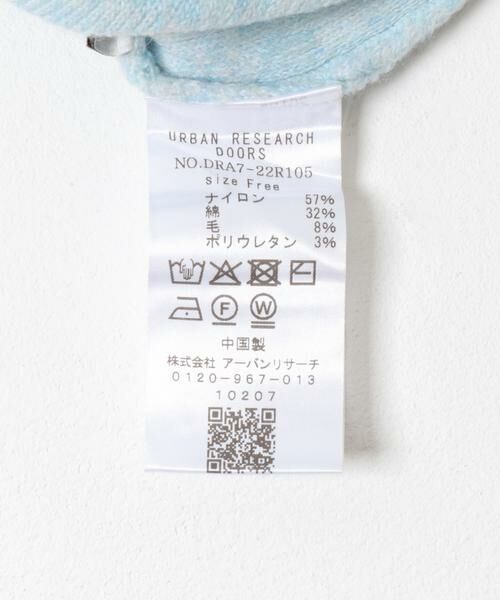 URBAN RESEARCH
DOORS
NO.DRA7-22R105
size Free
ナイロン 57%
綿 32%
毛 8%
ポリウレタン 3%
F W
中国製
株式会社 アーバンリサーチ
0120-967-013
10207